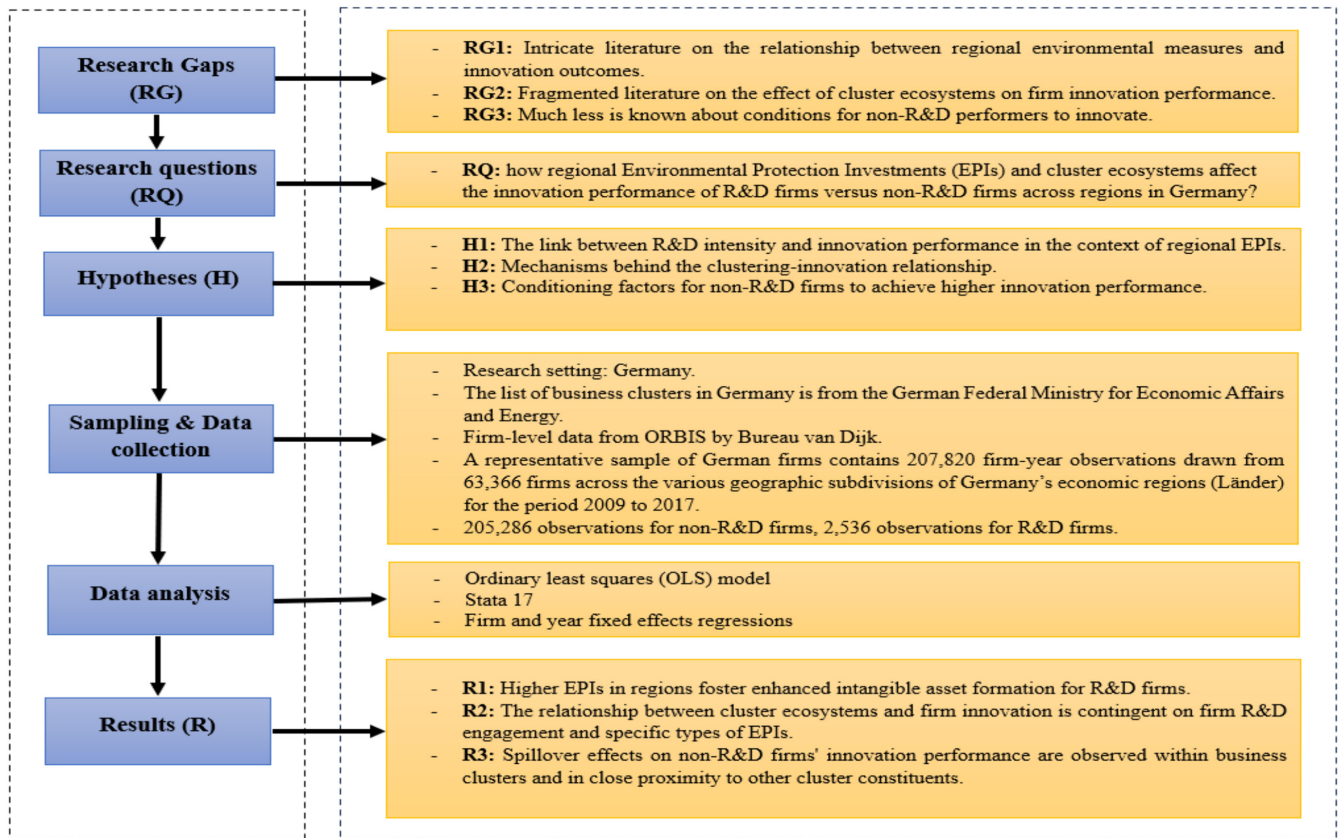 Research Gaps
(RG)
- RG1: Intricate literature on the relationship between regional environmental measures and
innovation outcomes.
- RG2: Fragmented literature on the effect of cluster ecosystems on firm innovation performance.
- RG3: Much less is known about conditions for non-R&D performers to innovate.
Research questions
(RQ)
- RQ: how regional Environmental Protection Investments (EPIs) and cluster ecosystems affect
the innovation performance of R&D firms versus non-R&D firms across regions in Germany?
Hypotheses (H)
- H1: The link between R&D intensity and innovation performance in the context of regional EPIs.
- H2: Mechanisms behind the clustering-innovation relationship.
- H3: Conditioning factors for non-R&D firms to achieve higher innovation performance.
Sampling & Data
collection
- Research setting: Germany.
- The list of business clusters in Germany is from the German Federal Ministry for Economic Affairs
and Energy.
- Firm-level data from ORBIS by Bureau van Dijk.
- A representative sample of German firms contains 207,820 firm-year observations drawn from
63,366 firms across the various geographic subdivisions of Germany's economic regions (Länder)
for the period 2009 to 2017.
- 205,286 observations for non-R&D firms, 2,536 observations for R&D firms.
Data analysis
- Ordinary least squares (OLS) model
- Stata 17
- Firm and year fixed effects regressions
Results (R)
- R1: Higher EPIs in regions foster enhanced intangible asset formation for R&D firms.
- R2: The relationship between cluster ecosystems and firm innovation is contingent on firm R&D
engagement and specific types of EPIs.
- R3: Spillover effects on non-R&D firms' innovation performance are observed within business
clusters and in close proximity to other cluster constituents.